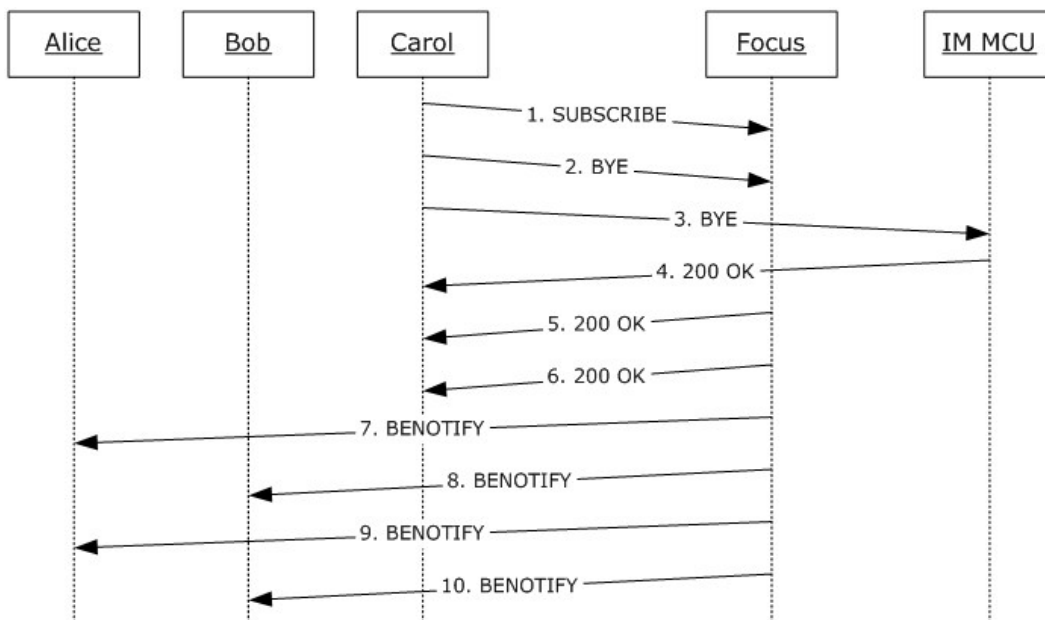 Alice
Bob
Carol
Focus
IM MCU
1. SUBSCRIBE
2. BYE
3. BYE
4. 200 OK
5. 200 OK
6. 200 OK
7. BENOTIFY
8. BENOTIFY
9. BENOTIFY
10. BENOTIFY